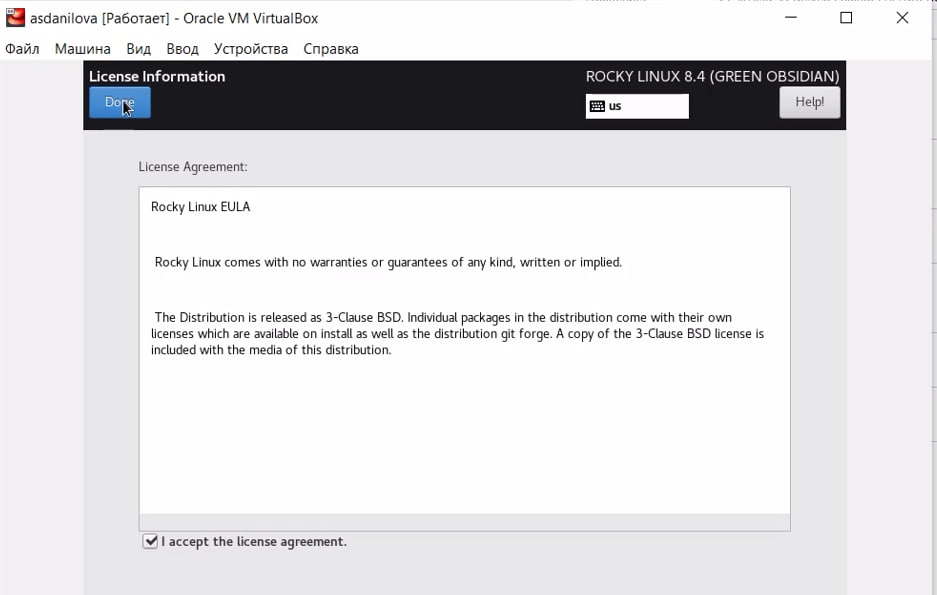 asdanilova [Работает] - Oracle VM VirtualBox
Файл Машина Вид Ввод Устройства Справка
License Information
ROCKY LINUX 8.4 (GREEN OBSIDIAN)
Done
us
Help!
License Agreement:
Rocky Linux EULA
Rocky Linux comes with no warranties or guarantees of any kind, written or implied.
The Distribution is released as 3-Clause BSD. Individual packages in the distribution come with their own
licenses which are available on install as well as the distribution git forge. A copy of the 3-Clause BSD license is
included with the media of this distribution.
I accept the license agreement.